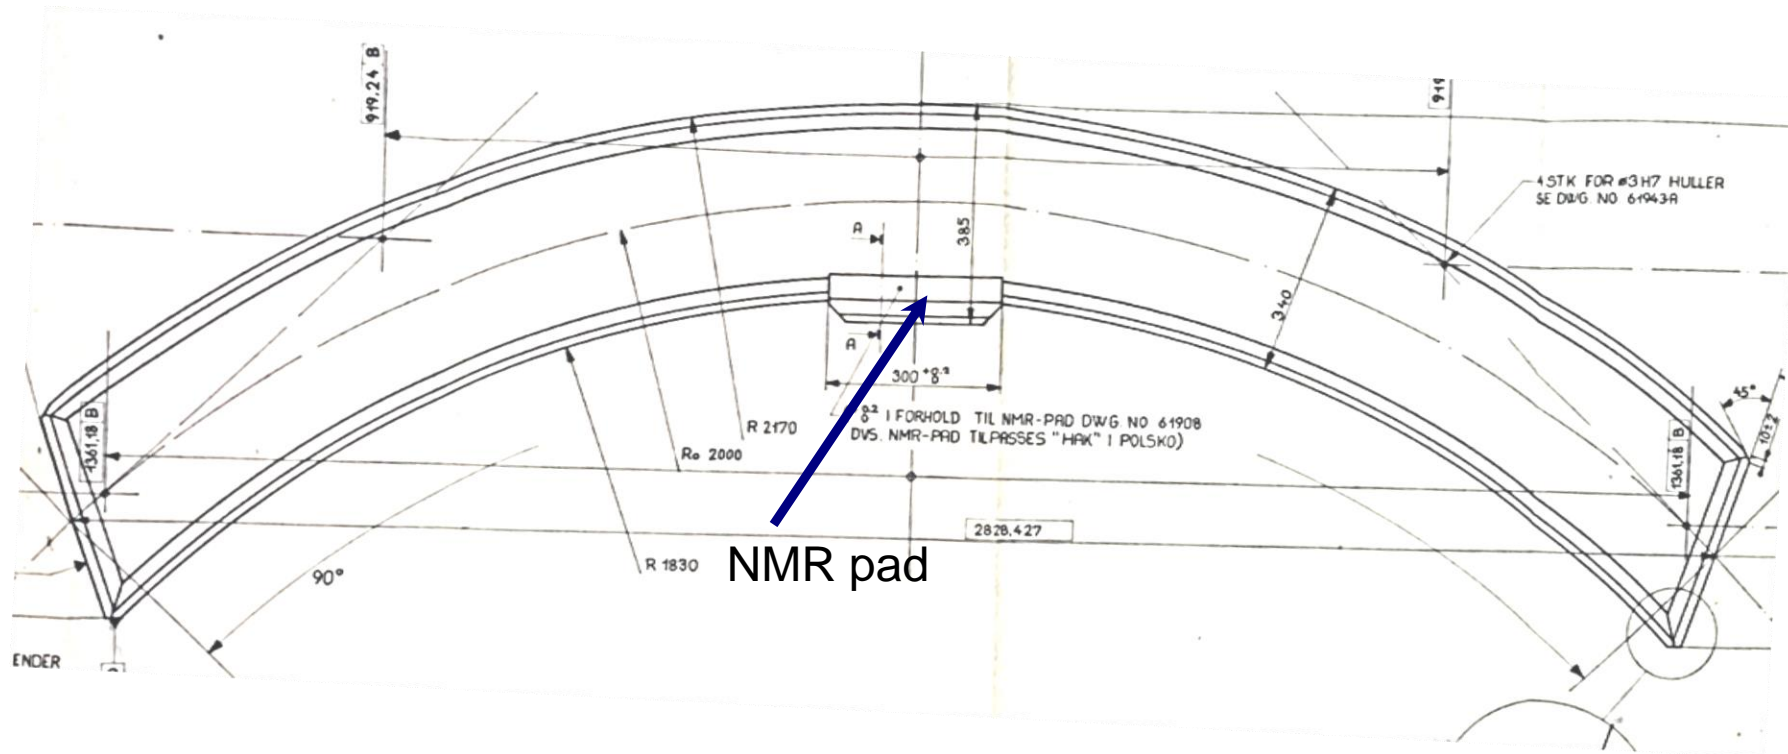 919.24 B
919
4 STK FOR ø3 H7 HULLER
SE DWG. NO 61943A
A
385
340
A
300 +0.2 0
45°
10±2
0.2 0 I FORHOLD TIL NMR-PAD DWG. NO 61908
DVS. NMR-PAD TILPASSES "HAK" I POLSKO)
R 2170
Ro 2000
1361,18 B
1361,18 B
2828,427
NMR pad
R 1830
90°
ENDER